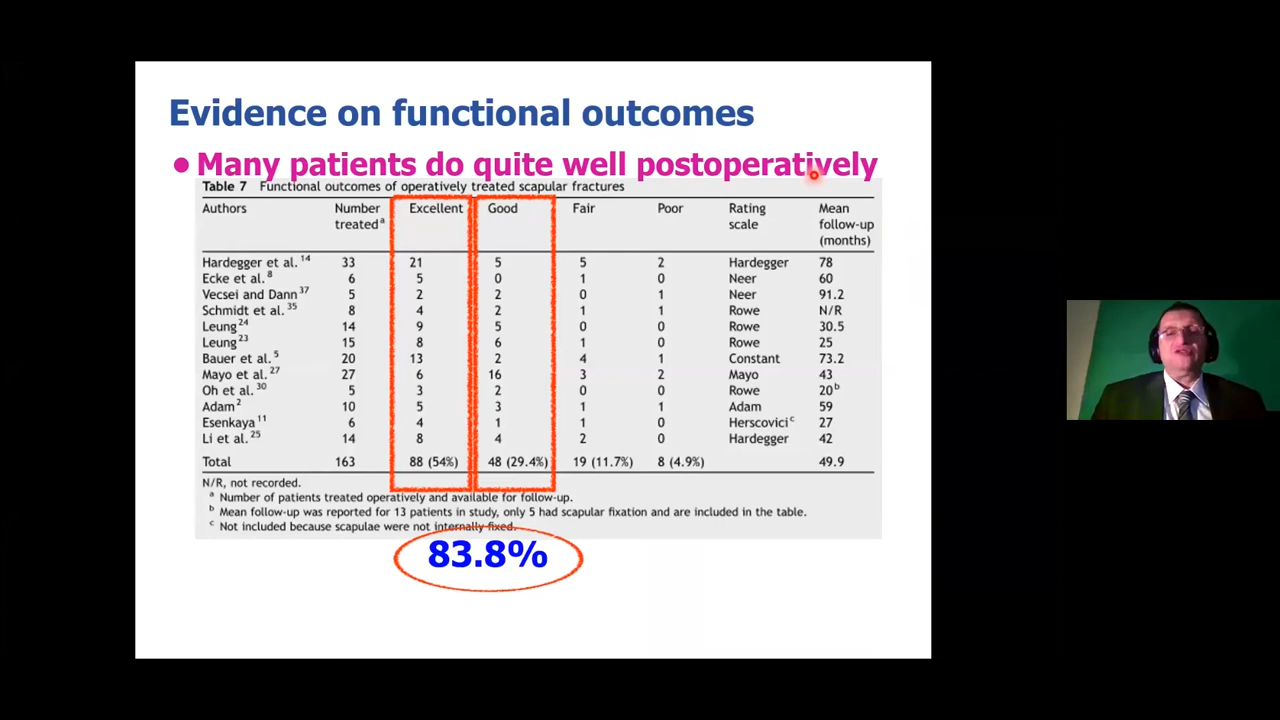 Evidence on functional outcomes
• Many patients do quite well postoperatively
Table 7 Functional outcomes of operatively treated scapular fractures
Authors Number treated a Excellent Good Fair Poor Rating scale Mean follow-up (months)
Hardegger et al. 14 33 21 5 5 2 Hardegger 78
Ecke et al. 8 6 5 0 1 0 Neer 60
Vecsei and Dann 37 5 2 2 0 1 Neer 91.2
Schmidt et al. 35 8 4 2 1 1 Rowe N/R
Leung 24 14 9 5 0 0 Rowe 30.5
Leung 23 15 8 6 1 0 Rowe 25
Bauer et al. 5 20 13 2 4 1 Constant 73.2
Mayo et al. 27 27 6 16 3 2 Mayo 43
Oh et al. 30 5 3 2 0 0 Rowe 20 b
Adam 2 10 5 3 1 1 Adam 59
Esenkaya 11 6 4 1 1 0 Herscovici c 27
Li et al. 25 14 8 4 2 0 Hardegger 42
Total 163 88 (54%) 48 (29.4%) 19 (11.7%) 8 (4.9%) 49.9
N/R, not recorded.
a Number of patients treated operatively and available for follow-up.
b Mean follow-up was reported for 13 patients in study, only 5 had scapular fixation and are included in the table.
c Not included because scapulae were not internally fixed.
83.8%